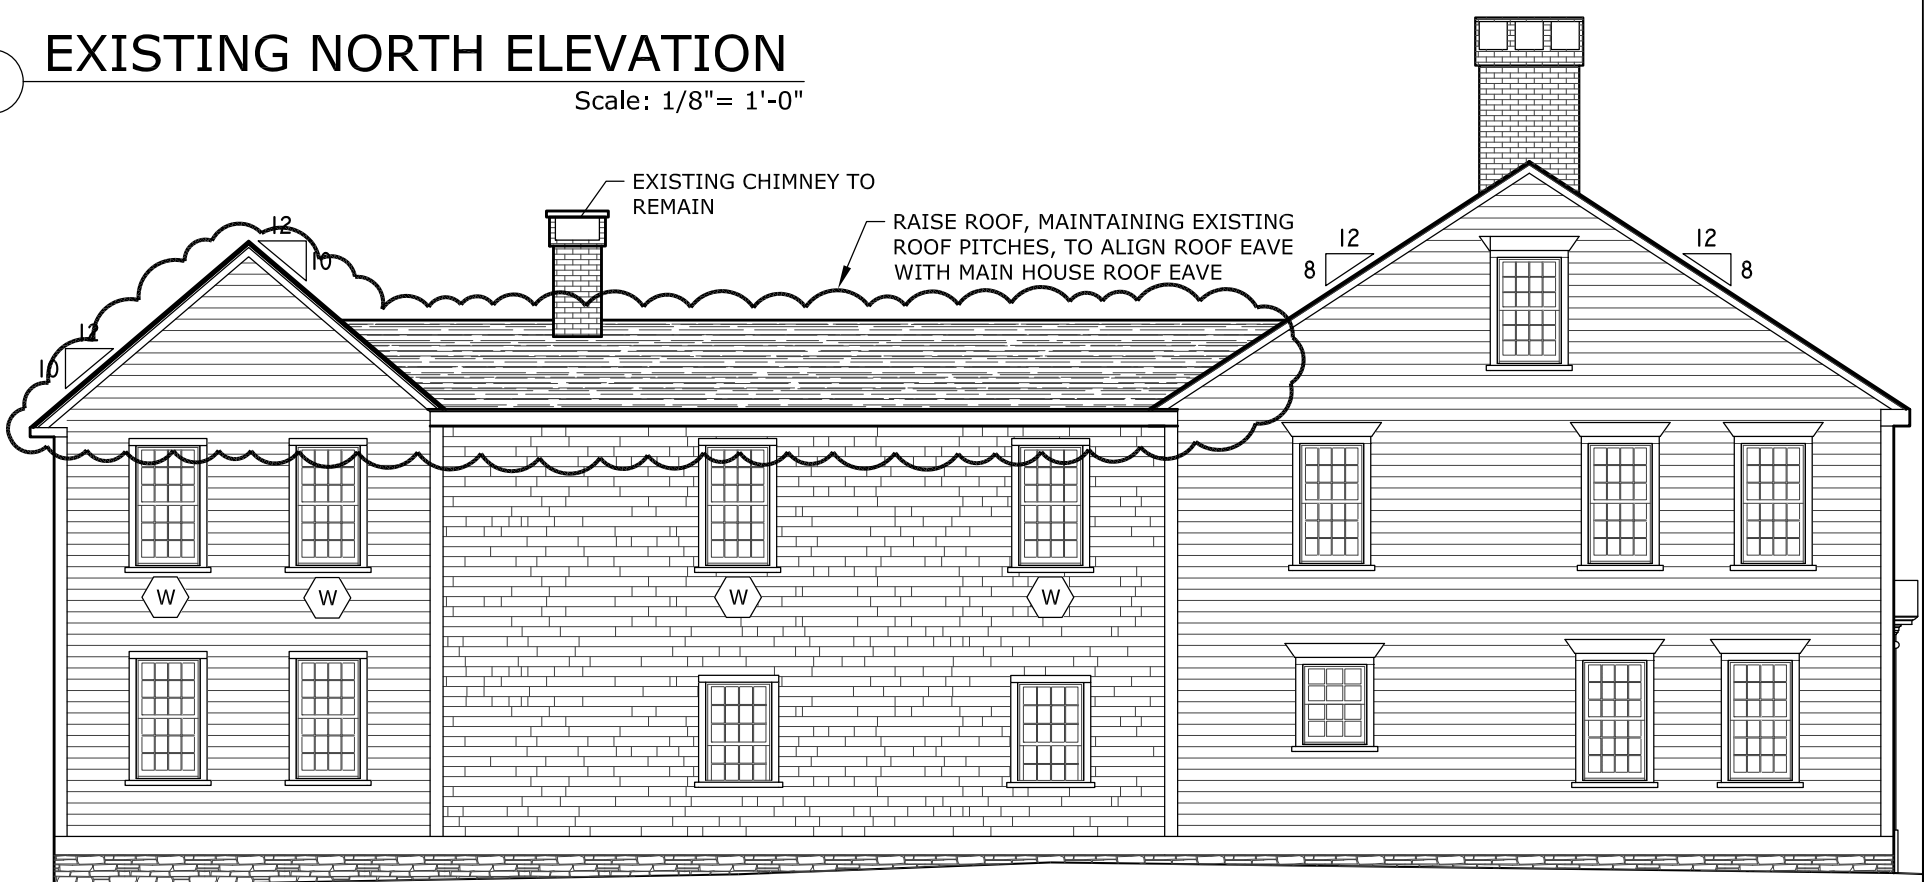 EXISTING NORTH ELEVATION
Scale: 1/8"= 1'-0"
EXISTING CHIMNEY TO
REMAIN
RAISE ROOF, MAINTAINING EXISTING
ROOF PITCHES, TO ALIGN ROOF EAVE
WITH MAIN HOUSE ROOF EAVE
12
10
12
10
12
8
12
8
W
W
W
W